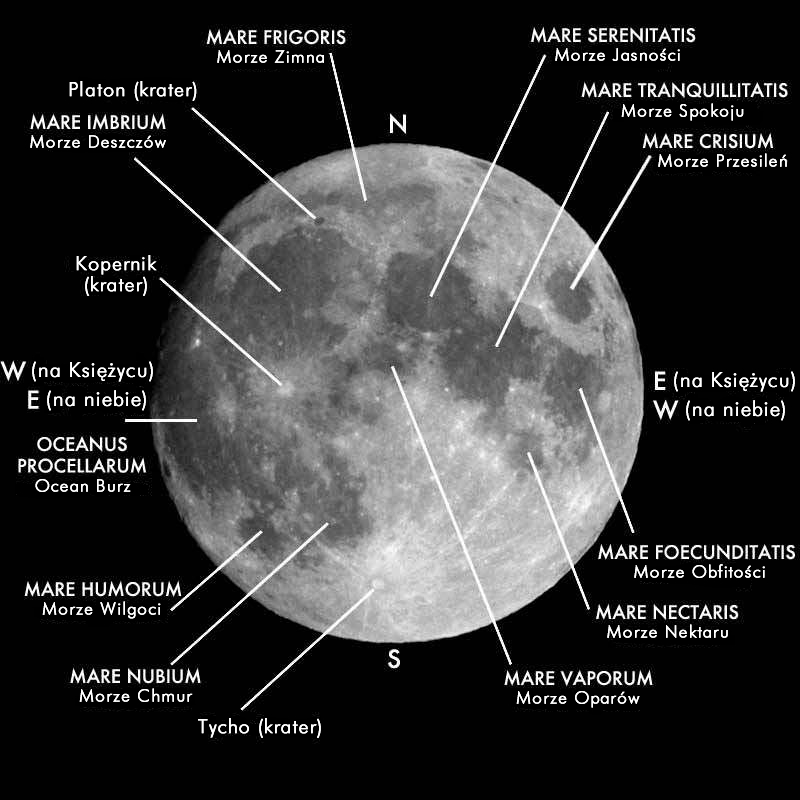 MARE FRIGORIS
Morze Zimna
MARE SERENITATIS
Morze Jasności
Platon (krater)
MARE TRANQUILLITATIS
Morze Spokoju
MARE IMBRIUM
Morze Deszczów
N
MARE CRISIUM
Morze Przesileń
Kopernik
(krater)
W (na Księżycu)
E (na niebie)
E (na Księżycu)
W (na niebie)
OCEANUS
PROCELLARUM
Ocean Burz
MARE FOECUNDITATIS
Morze Obfitości
MARE HUMORUM
Morze Wilgoci
MARE NECTARIS
Morze Nektaru
S
MARE NUBIUM
Morze Chmur
MARE VAPORUM
Morze Oparów
Tycho (krater)